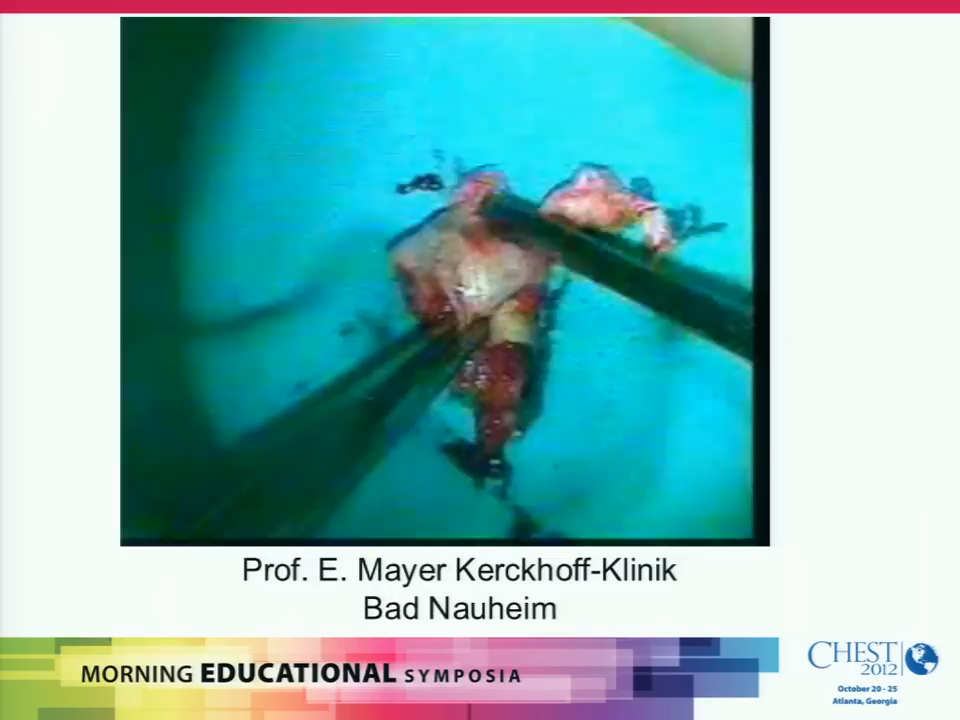 Prof. E. Mayer Kerckhoff-Klinik
Bad Nauheim
MORNING EDUCATIONAL SYMPOSIA
CHEST
2012
October 20 - 25
Atlanta, Georgia